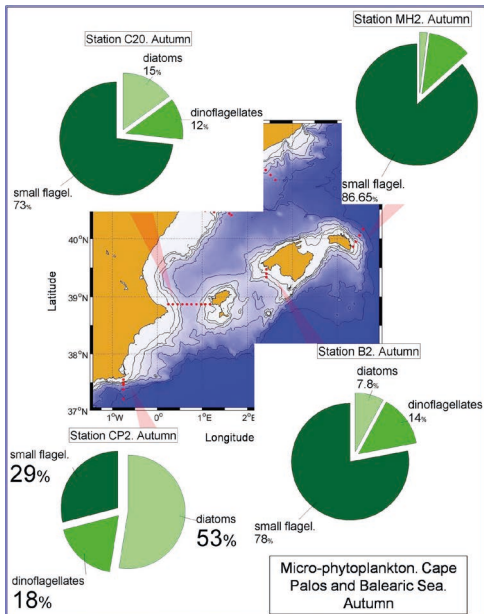 Station C20. Autumn
diatoms
15%
dinoflagellates
12%
small flagel.
73%
Station MH2. Autumn
small flagel.
86.65%
40°N
39°N
38°N
37°N
Latitude
1°W
0°
1°E
2°E
Longitude
Station B2. Autumn
diatoms
7.8%
dinoflagellates
14%
small flagel.
78%
Station CP2. Autumn
small flagel.
29%
diatoms
53%
dinoflagellates
18%
Micro-phytoplankton. Cape
Palos and Balearic Sea.
Autumn